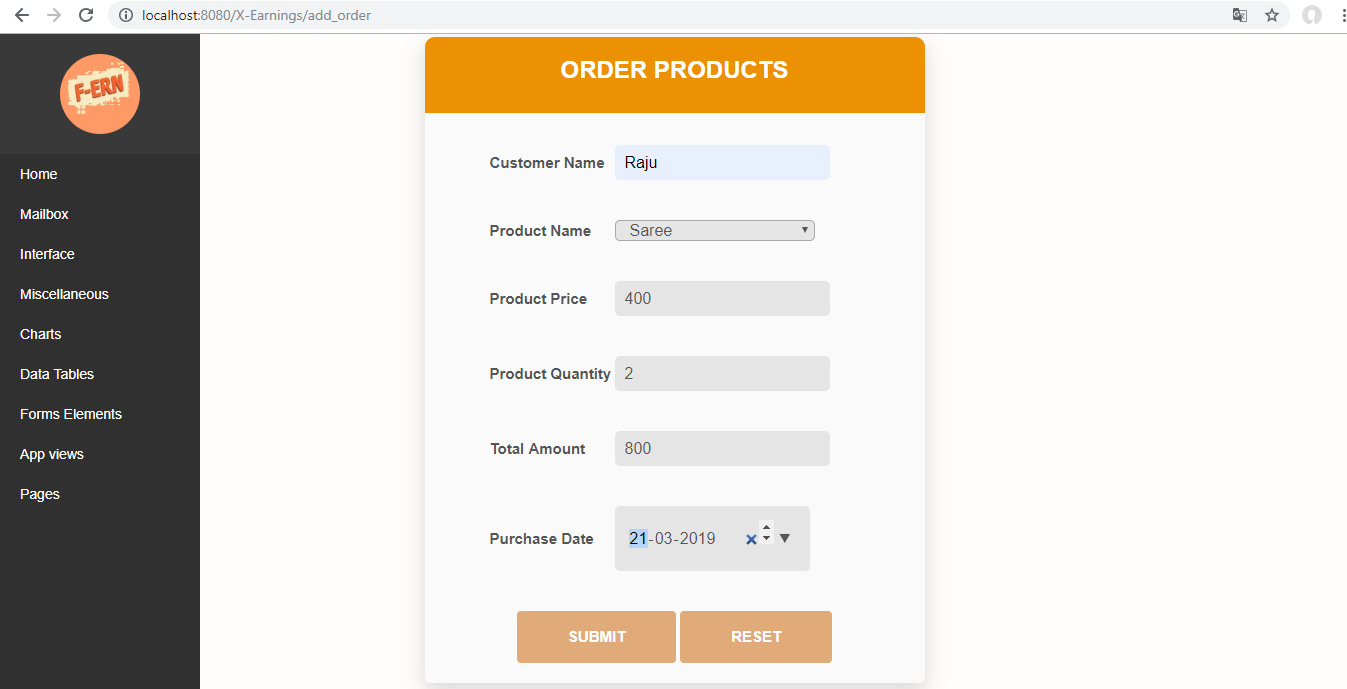 localhost:8080/X-Earnings/add_order
F-ERN
Home
Mailbox
Interface
Miscellaneous
Charts
Data Tables
Forms Elements
App views
Pages
ORDER PRODUCTS
Customer Name Raju
Product Name Saree
Product Price 400
Product Quantity 2
Total Amount 800
Purchase Date 21-03-2019
SUBMIT RESET